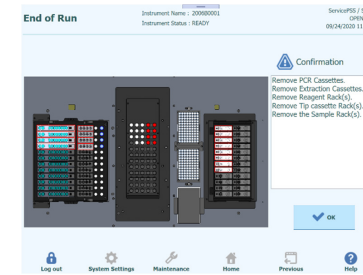 End of Run
Instrument Name : 200680001
Instrument Status : READY
ServicePSS / S
OPEN
09/24/2020 11
Confirmation
Remove PCR Cassettes.
Remove Extraction Cassettes.
Remove Reagent Rack(s).
Remove Tip cassette Rack(s).
Remove the Sample Rack(s).
OK
Log out
System Settings
Maintenance
Home
Previous
Help